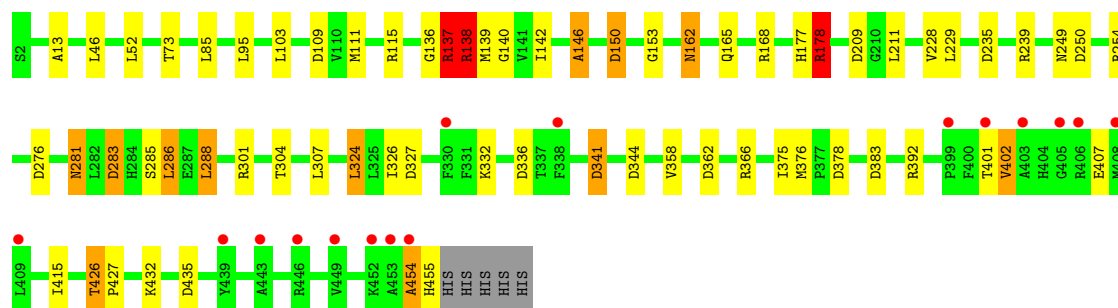 S2 A13 L46 L52 T73 L85 L95 L103 D109 V110 M111 R115 G136 R137 R138 M139 G140 V141 I142 A146 D150 G153 N162 Q165 R168 H177 R178 D209 G210 L211 V228 L229 D235 R239 N249 D250 R254
D276 N281 L282 D283 H284 S285 L286 E287 L288 R301 T304 L307 L324 L325 I326 D327 F330 F331 K332 D336 T337 F338 D341 D344 V358 D362 R366 I375 M376 P377 D378 D383 R392 P399 F400 T401 V402 A403 H404 G405 R406 E407 M408
L409 I415 T426 P427 K432 D435 Y439 A443 R446 V449 K452 A453 A454 H455 HIS HIS HIS HIS HIS